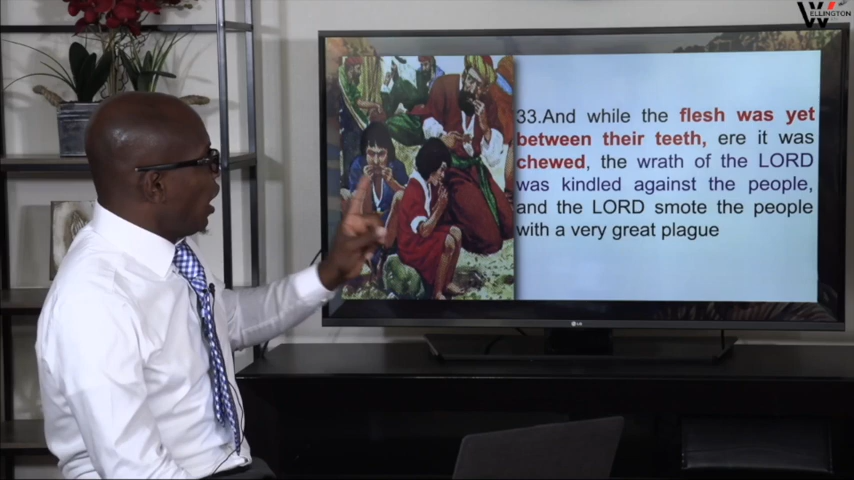 WELLINGTON
33.And while the flesh was yet
between their teeth, ere it was
chewed, the wrath of the LORD
was kindled against the people,
and the LORD smote the people
with a very great plague
LG